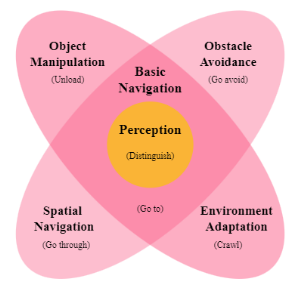 Object
Manipulation
(Unload)
Obstacle
Avoidance
(Go avoid)
Basic
Navigation
Perception
(Distinguish)
(Go to)
Spatial
Navigation
(Go through)
Environment
Adaptation
(Crawl)